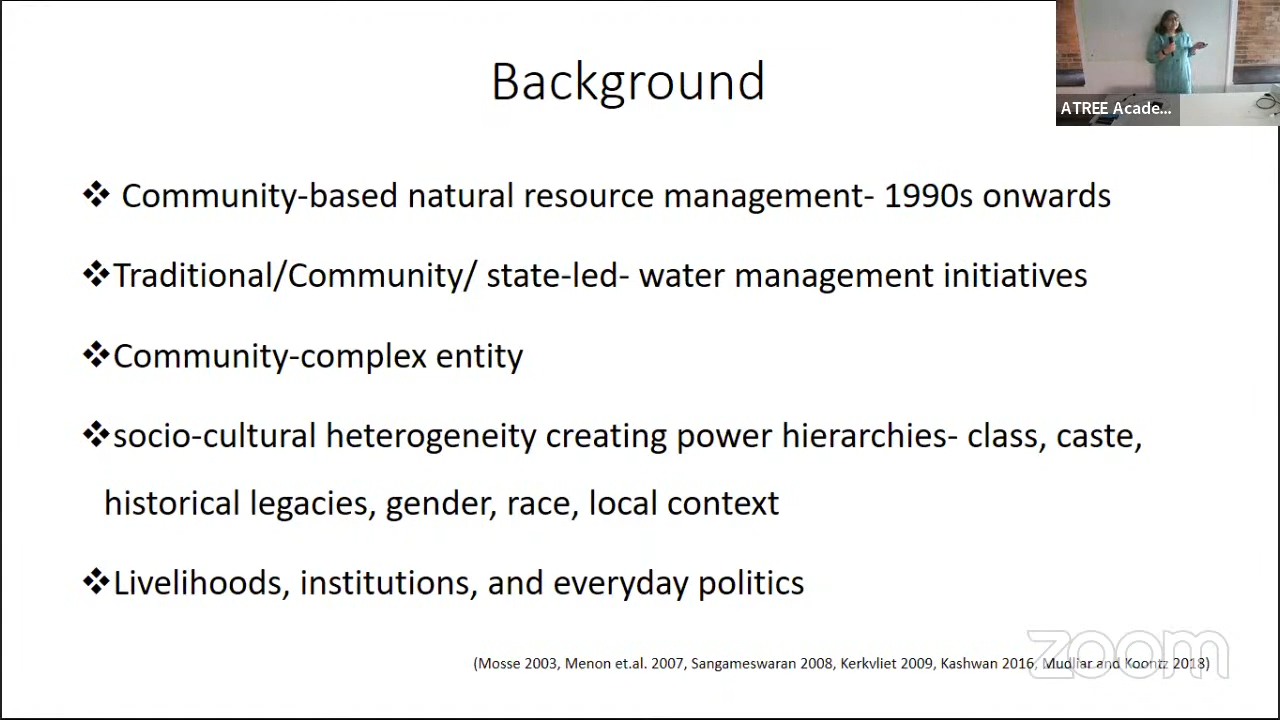 Background
ATREE Acade...
❖ Community-based natural resource management- 1990s onwards
❖Traditional/Community/ state-led- water management initiatives
❖Community-complex entity
❖socio-cultural heterogeneity creating power hierarchies- class, caste,
historical legacies, gender, race, local context
❖Livelihoods, institutions, and everyday politics
(Mosse 2003, Menon et.al. 2007, Sangameswaran 2008, Kerkvliet 2009, Kashwan 2016, Mudliar and Koontz 2018)
zoom